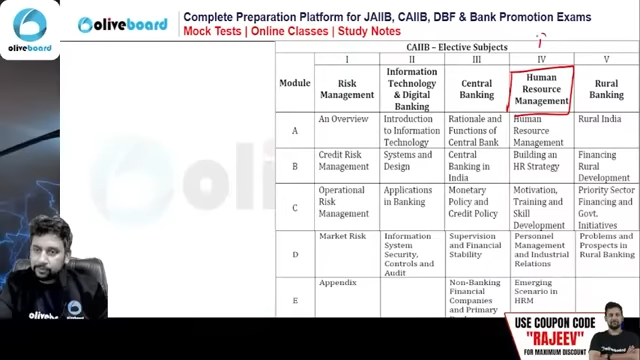 Complete Preparation Platform for JAIIB, CAIIB, DBF & Bank Promotion Exams
oliveboard
oliveboard
Mock Tests | Online Classes | Study Notes
CAIIB – Elective Subjects
I II III IV V
Module
Risk Management
Information Technology & Digital Banking
Central Banking
Human Resource Management
Rural Banking
A
An Overview
Introduction to Information Technology
Rationale and Functions of Central Bank
Human Resource Management
Rural India
B
Credit Risk Management
Systems and Design
Central Banking in India
Building an HR Strategy
Financing Rural Development
C
Operational Risk Management
Applications in Banking
Monetary Policy and Credit Policy
Motivation, Training and Skill Development
Priority Sector Financing and Govt. Initiatives
D
Market Risk
Information System Security, Controls and Audit
Supervision and Financial Stability
Personnel Management and Industrial Relations
Problems and Prospects in Rural Banking
E
Appendix
Non-Banking Financial Companies and Primary
Emerging Scenario in HRM
USE COUPON CODE
"RAJEEV"
FOR MAXIMUM DISCOUNT